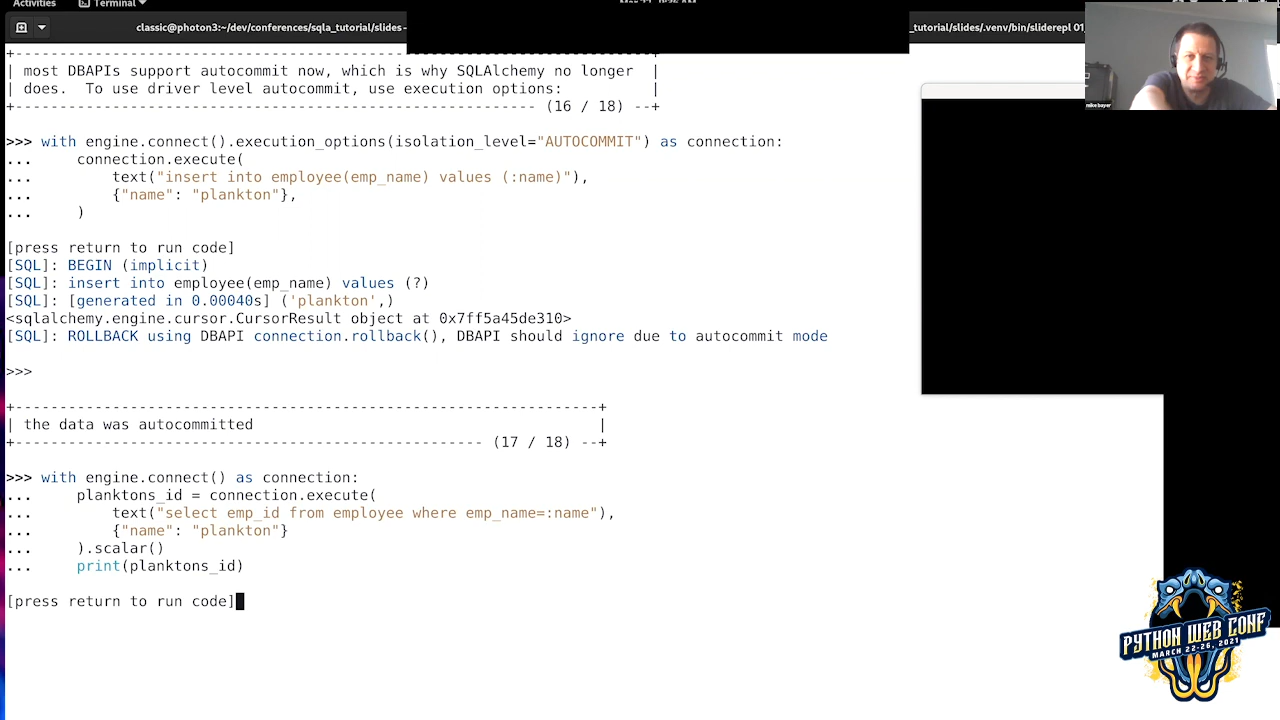 Activities
Terminal
classic@photon3:~/dev/conferences/sqla_tutorial/slides-
_tutorial/slides/.venv/bin/sliderepl 01
mike bayer
+-----------------------------------------------------------------------+
| most DBAPIs support autocommit now, which is why SQLAlchemy no longer |
| does. To use driver level autocommit, use execution options: |
+----------------------------------------------------------- (16 / 18) --+
>>> with engine.connect().execution_options(isolation_level="AUTOCOMMIT") as connection:
... connection.execute(
... text("insert into employee(emp_name) values (:name)"),
... {"name": "plankton"},
... )
[press return to run code]
[SQL]: BEGIN (implicit)
[SQL]: insert into employee(emp_name) values (?)
[SQL]: [generated in 0.00040s] ('plankton',)
<sqlalchemy.engine.cursor.CursorResult object at 0x7ff5a45de310>
[SQL]: ROLLBACK using DBAPI connection.rollback(), DBAPI should ignore due to autocommit mode
>>>
+------------------------------------------------------------------+
| the data was autocommitted |
+----------------------------------------------------- (17 / 18) --+
>>> with engine.connect() as connection:
... planktons_id = connection.execute(
... text("select emp_id from employee where emp_name=:name"),
... {"name": "plankton"}
... ).scalar()
... print(planktons_id)
[press return to run code]
PYTHON WEB CONF
MARCH 22-26, 2021